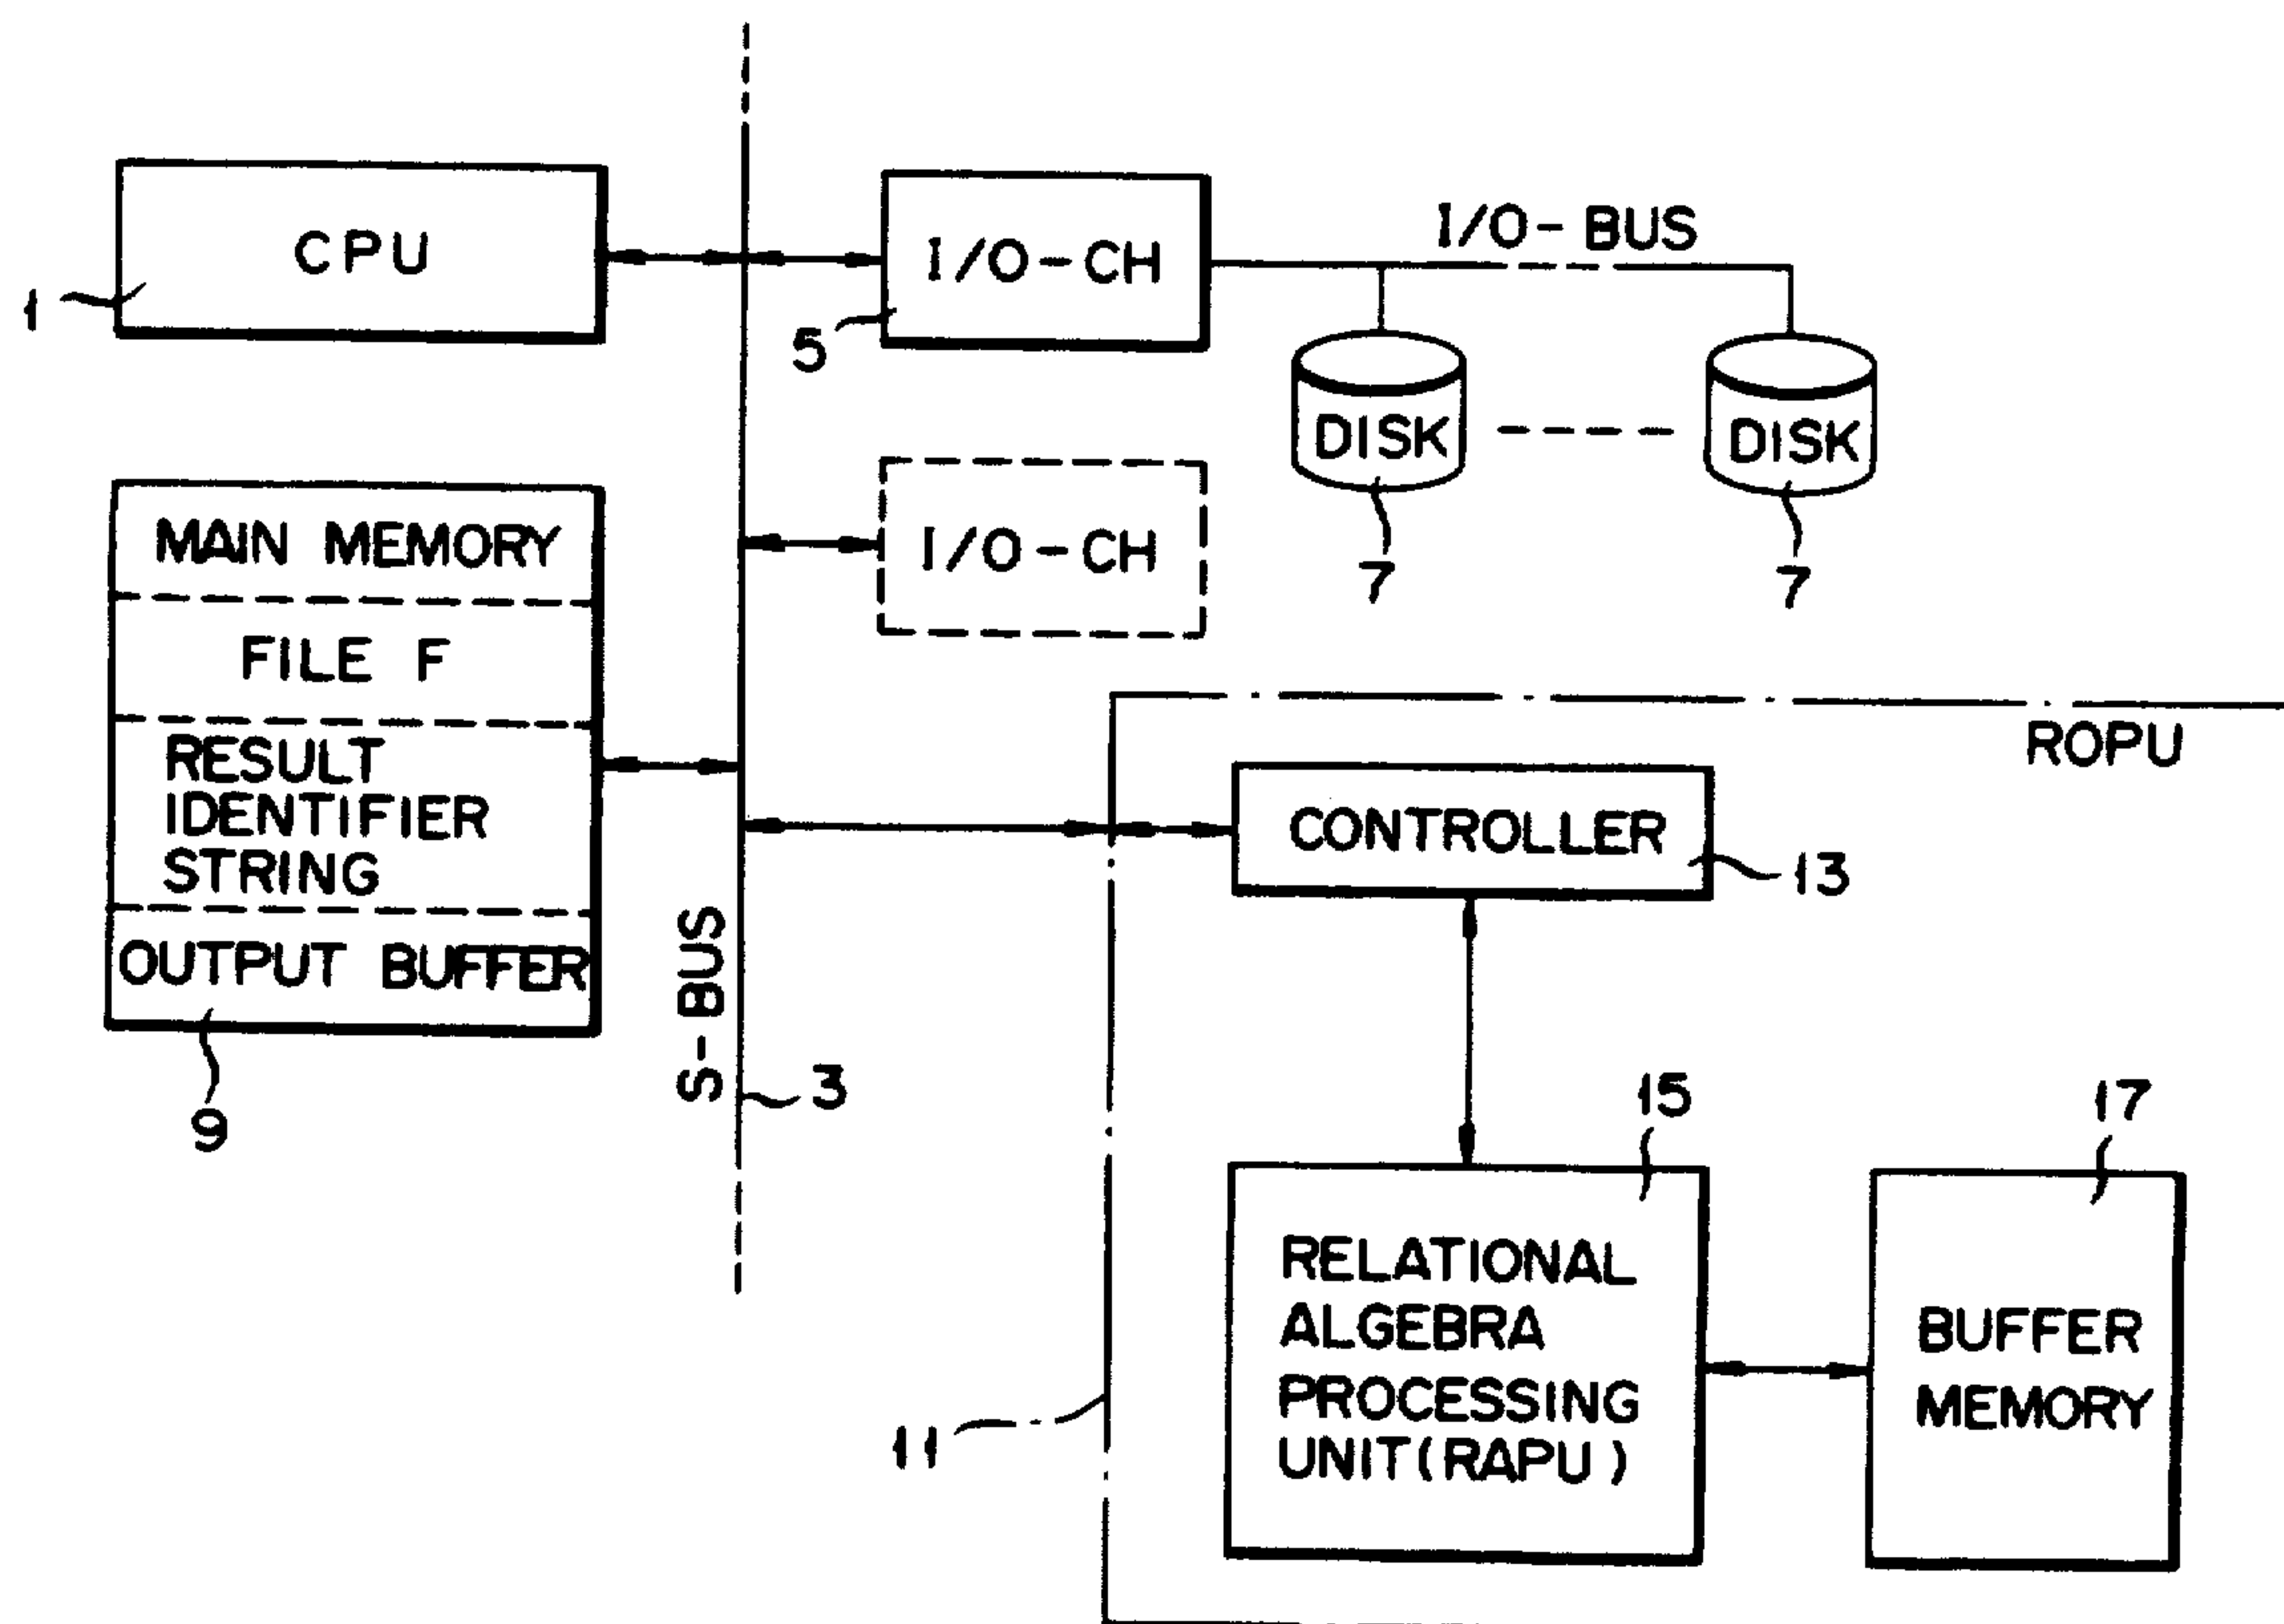 CPU
1
I/O-CH
5
I/O-BUS
DISK
DISK
7
7
I/O-CH
MAIN MEMORY
FILE F
RESULT
IDENTIFIER
STRING
OUTPUT BUFFER
9
S-BUS
3
ROPU
CONTROLLER
13
11
15
RELATIONAL
ALGEBRA
PROCESSING
UNIT(RAPU)
17
BUFFER
MEMORY